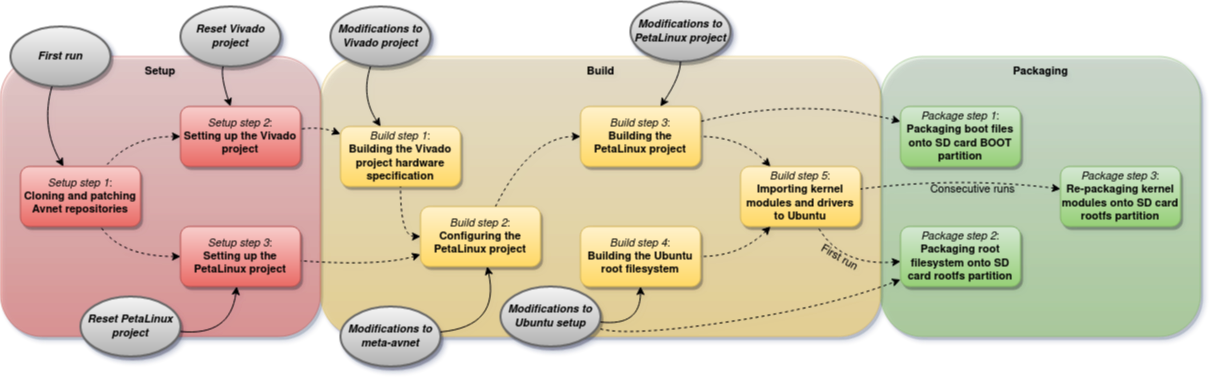 First run
Reset Vivado
project
Modifications to
Vivado project
Modifications to
PetaLinux project
Setup
Build
Packaging
Setup step 1:
Cloning and patching
Avnet repositories
Setup step 2:
Setting up the Vivado
project
Setup step 3:
Setting up the
PetaLinux project
Reset PetaLinux
project
Build step 1:
Building the Vivado
project hardware
specification
Build step 2:
Configuring the
PetaLinux project
Modifications to
meta-avnet
Build step 3:
Building the
PetaLinux project
Build step 4:
Building the Ubuntu
root filesystem
Modifications to
Ubuntu setup
Build step 5:
Importing kernel
modules and drivers
to Ubuntu
Consecutive runs
First run
Package step 1:
Packaging boot files
onto SD card BOOT
partition
Package step 2:
Packaging root
filesystem onto SD
card rootfs partition
Package step 3:
Re-packaging kernel
modules onto SD card
rootfs partition